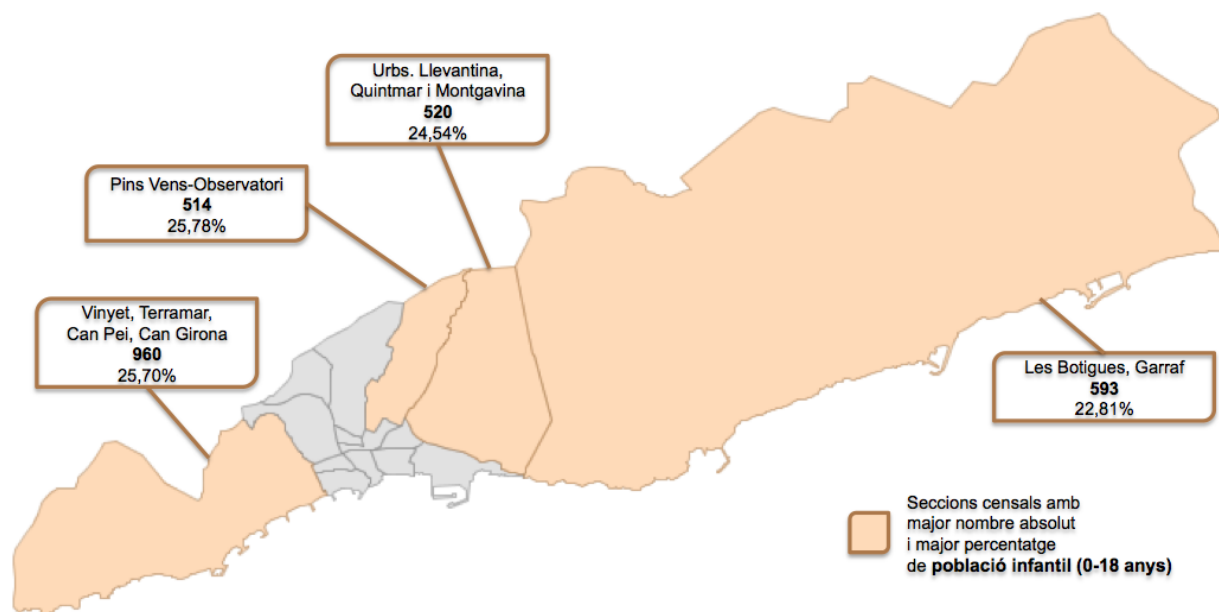 Urbs. Llevantina,
Quintmar i Montgavina
520
24,54%
Pins Vens-Observatori
514
25,78%
Vinyet, Terramar,
Can Pei, Can Girona
960
25,70%
Les Botigues, Garraf
593
22,81%
Seccions censals amb
major nombre absolut
i major percentatge
de població infantil (0-18 anys)